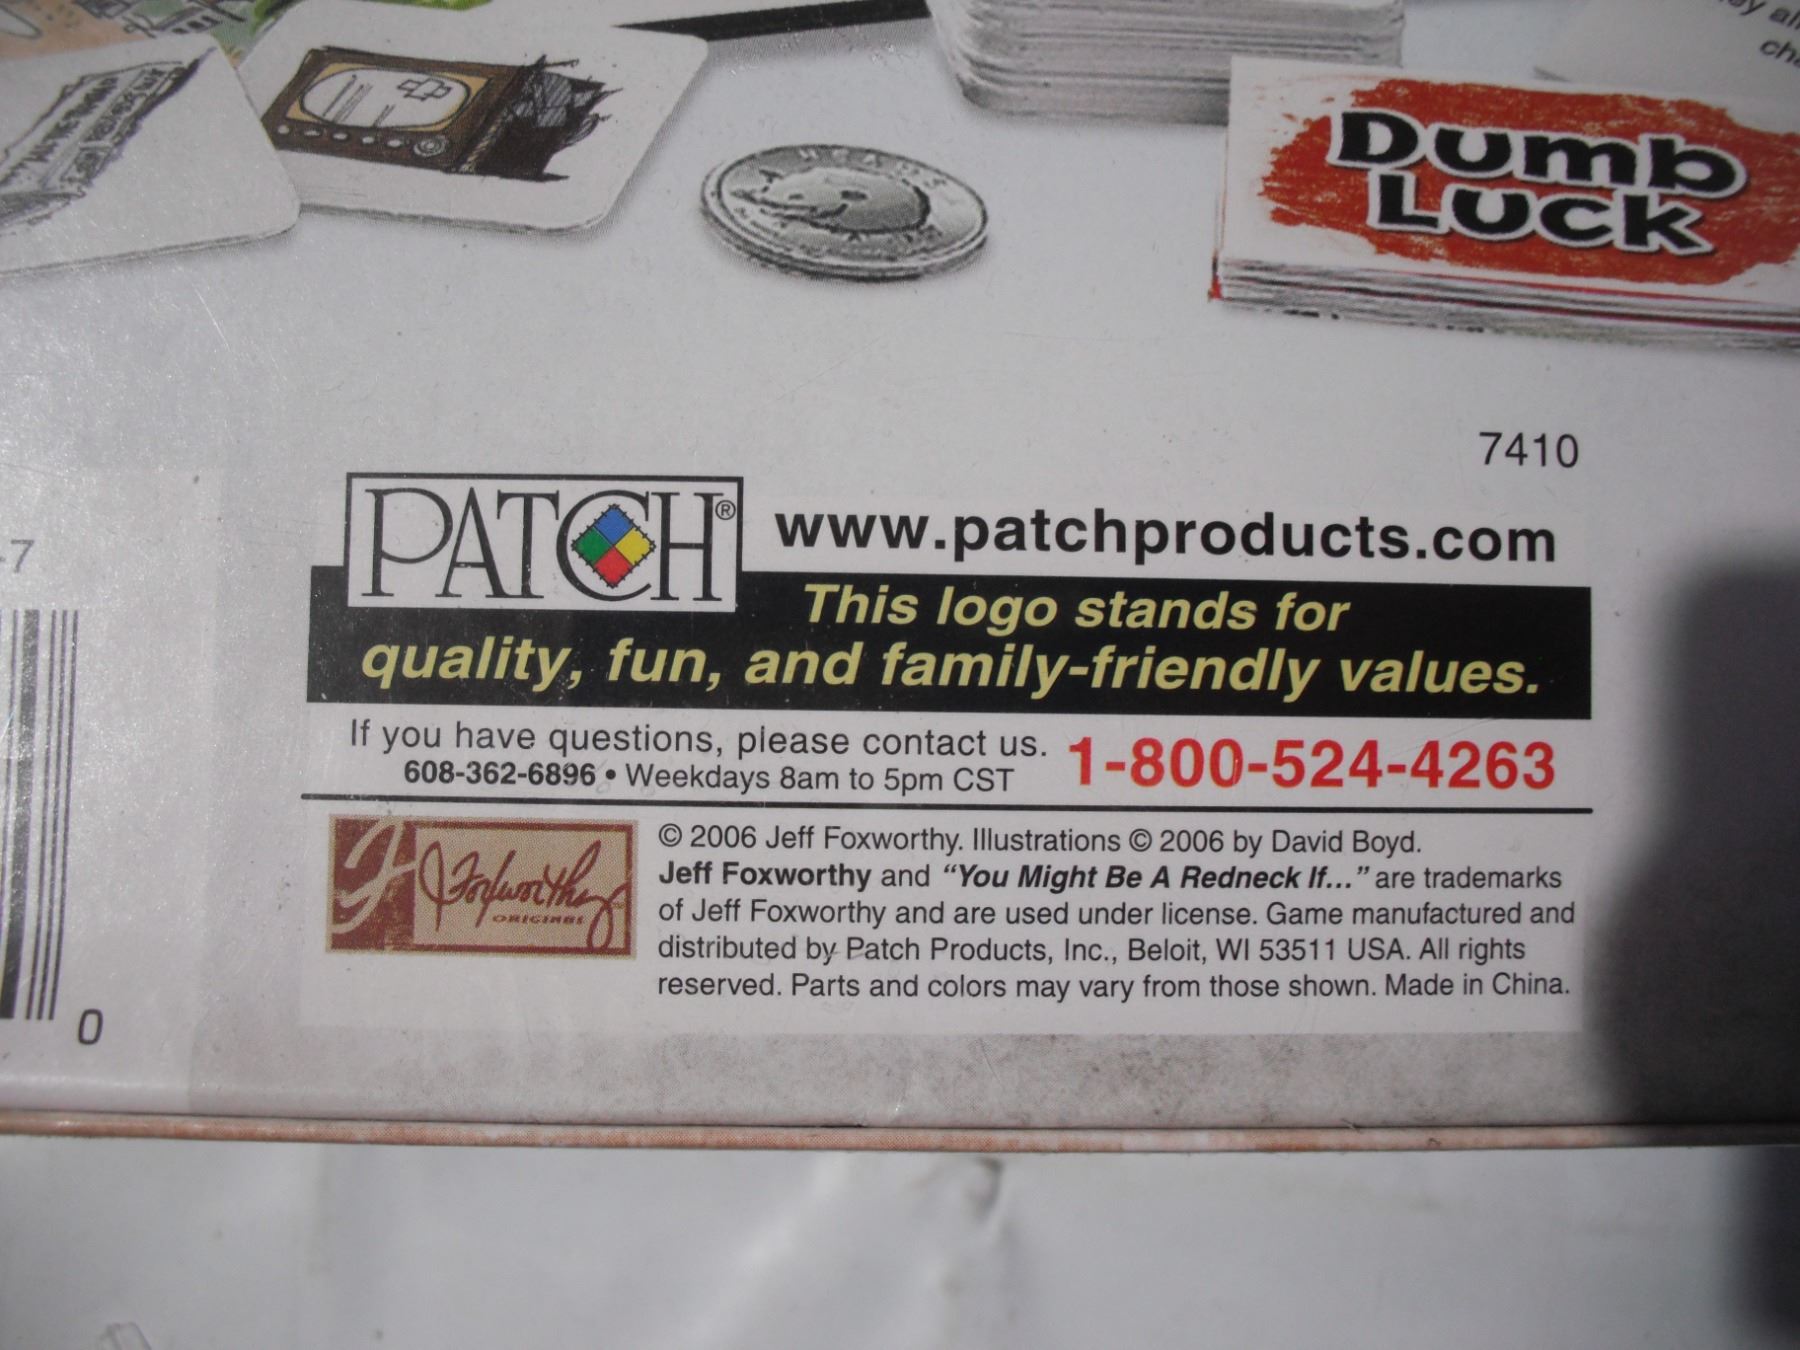 Dumb
Luck
7410
-7
PATCH®
www.patchproducts.com
This logo stands for
quality, fun, and family-friendly values.
If you have questions, please contact us.
608-362-6896 • Weekdays 8am to 5pm CST
1-800-524-4263
Foxworthy
ORIGINAL
© 2006 Jeff Foxworthy. Illustrations © 2006 by David Boyd.
Jeff Foxworthy and "You Might Be A Redneck If..." are trademarks
of Jeff Foxworthy and are used under license. Game manufactured and
distributed by Patch Products, Inc., Beloit, WI 53511 USA. All rights
reserved. Parts and colors may vary from those shown. Made in China.
0